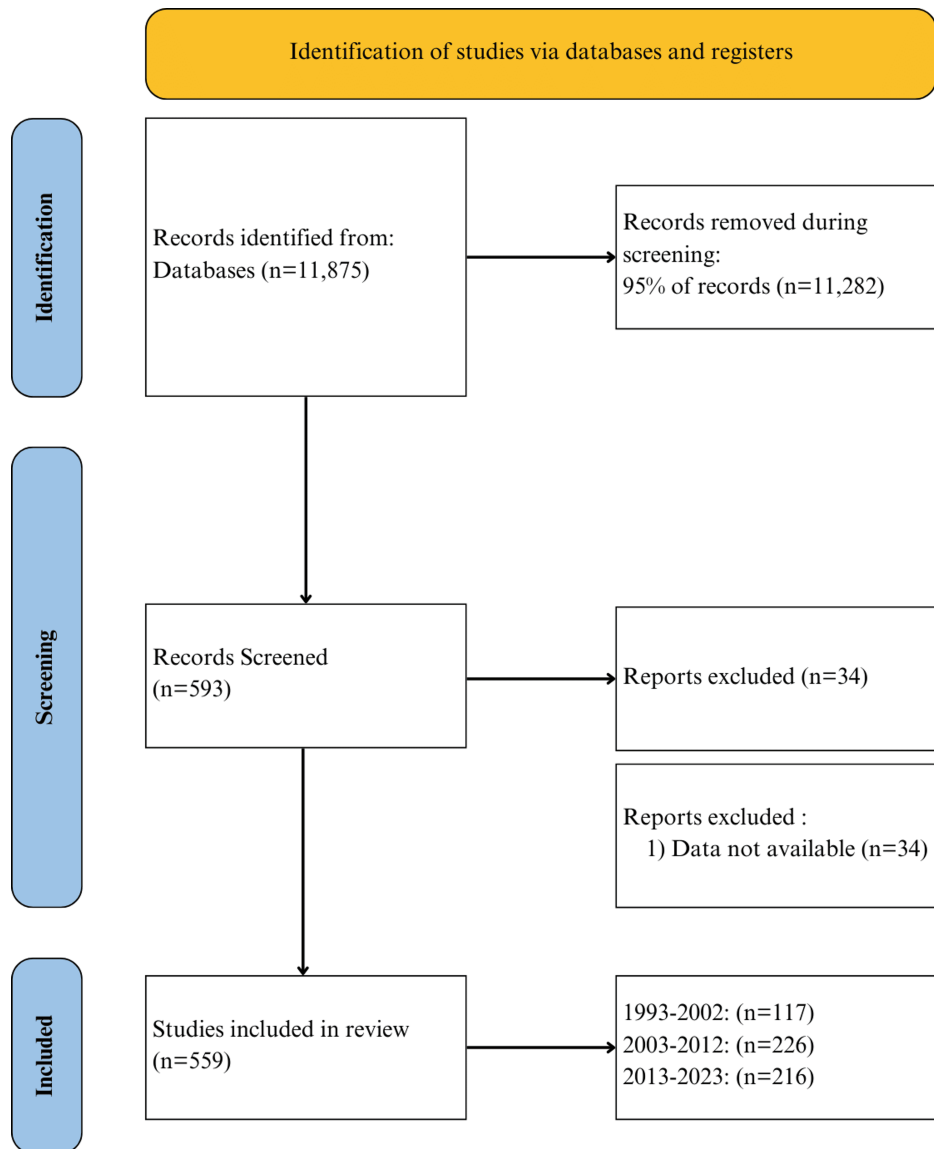 Identification of studies via databases and registers
Identification
Records identified from:
Databases (n=11,875)
Records removed during
screening:
95% of records (n=11,282)
Screening
Records Screened
(n=593)
Reports excluded (n=34)
Reports excluded :
1) Data not available (n=34)
Included
Studies included in review
(n=559)
1993-2002: (n=117)
2003-2012: (n=226)
2013-2023: (n=216)